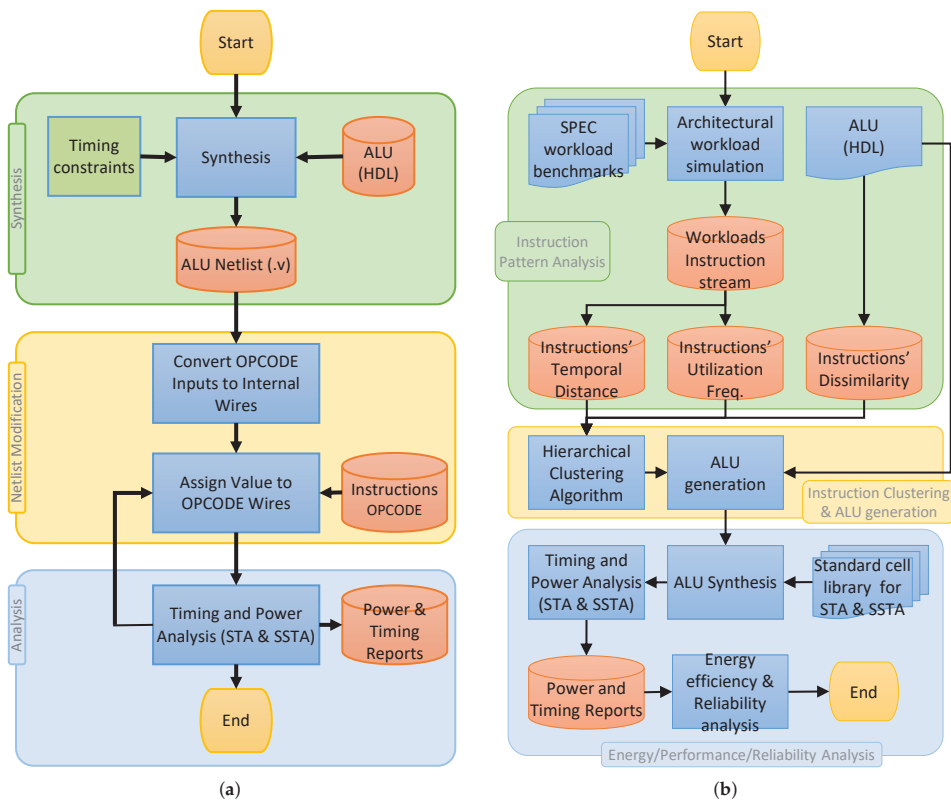 Start
Synthesis
Timing
constraints
Synthesis
ALU
(HDL)
ALU Netlist (.v)
Netlist Modification
Convert OPCODE
Inputs to Internal
Wires
Assign Value to
OPCODE Wires
Instructions
OPCODE
Analysis
Timing and Power
Analysis (STA & SSTA)
Power &
Timing
Reports
End
(a)
Start
SPEC
workload
benchmarks
Architectural
workload
simulation
ALU
(HDL)
Instruction
Pattern Analysis
Workloads
Instruction
stream
Instructions’
Temporal
Distance
Instructions’
Utilization
Freq.
Instructions’
Dissimilarity
Hierarchical
Clustering
Algorithm
ALU
generation
Instruction Clustering
& ALU generation
Timing and
Power Analysis
(STA & SSTA)
ALU Synthesis
Standard cell
library for
STA & SSTA
Power and
Timing Reports
Energy
efficiency &
Reliability
analysis
End
Energy/Performance/Reliability Analysis
(b)